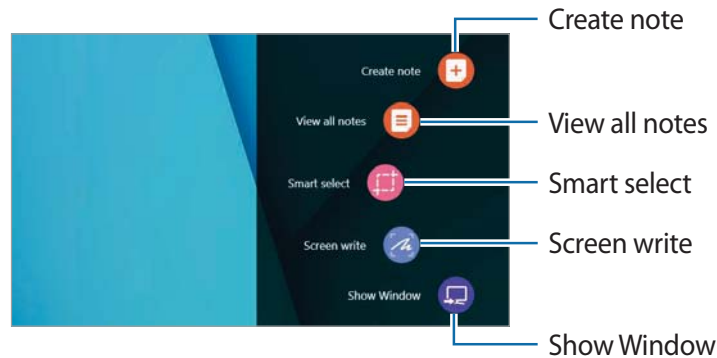 Create note
Create note
View all notes
View all notes
Smart select
Smart select
Screen write
Screen write
Show Window
Show Window